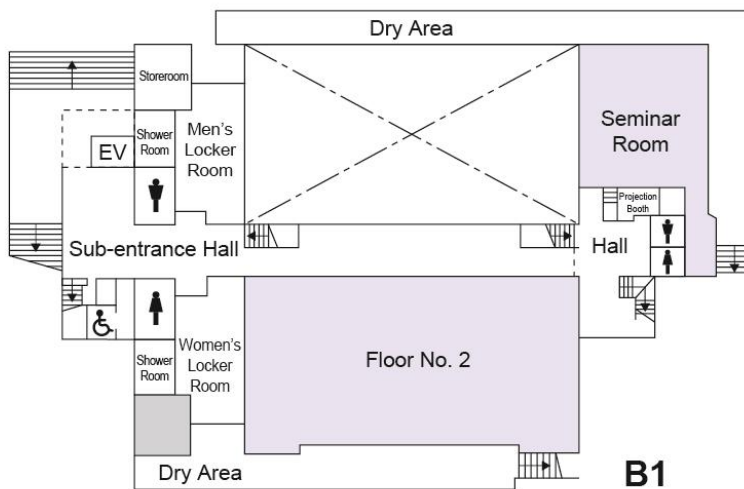 Dry Area
Storeroom
Seminar
Room
Shower
Room
Men's
Locker
Room
EV
Projection
Booth
Sub-entrance Hall
Hall
Women's
Locker
Room
Shower
Room
Floor No. 2
Dry Area
B1